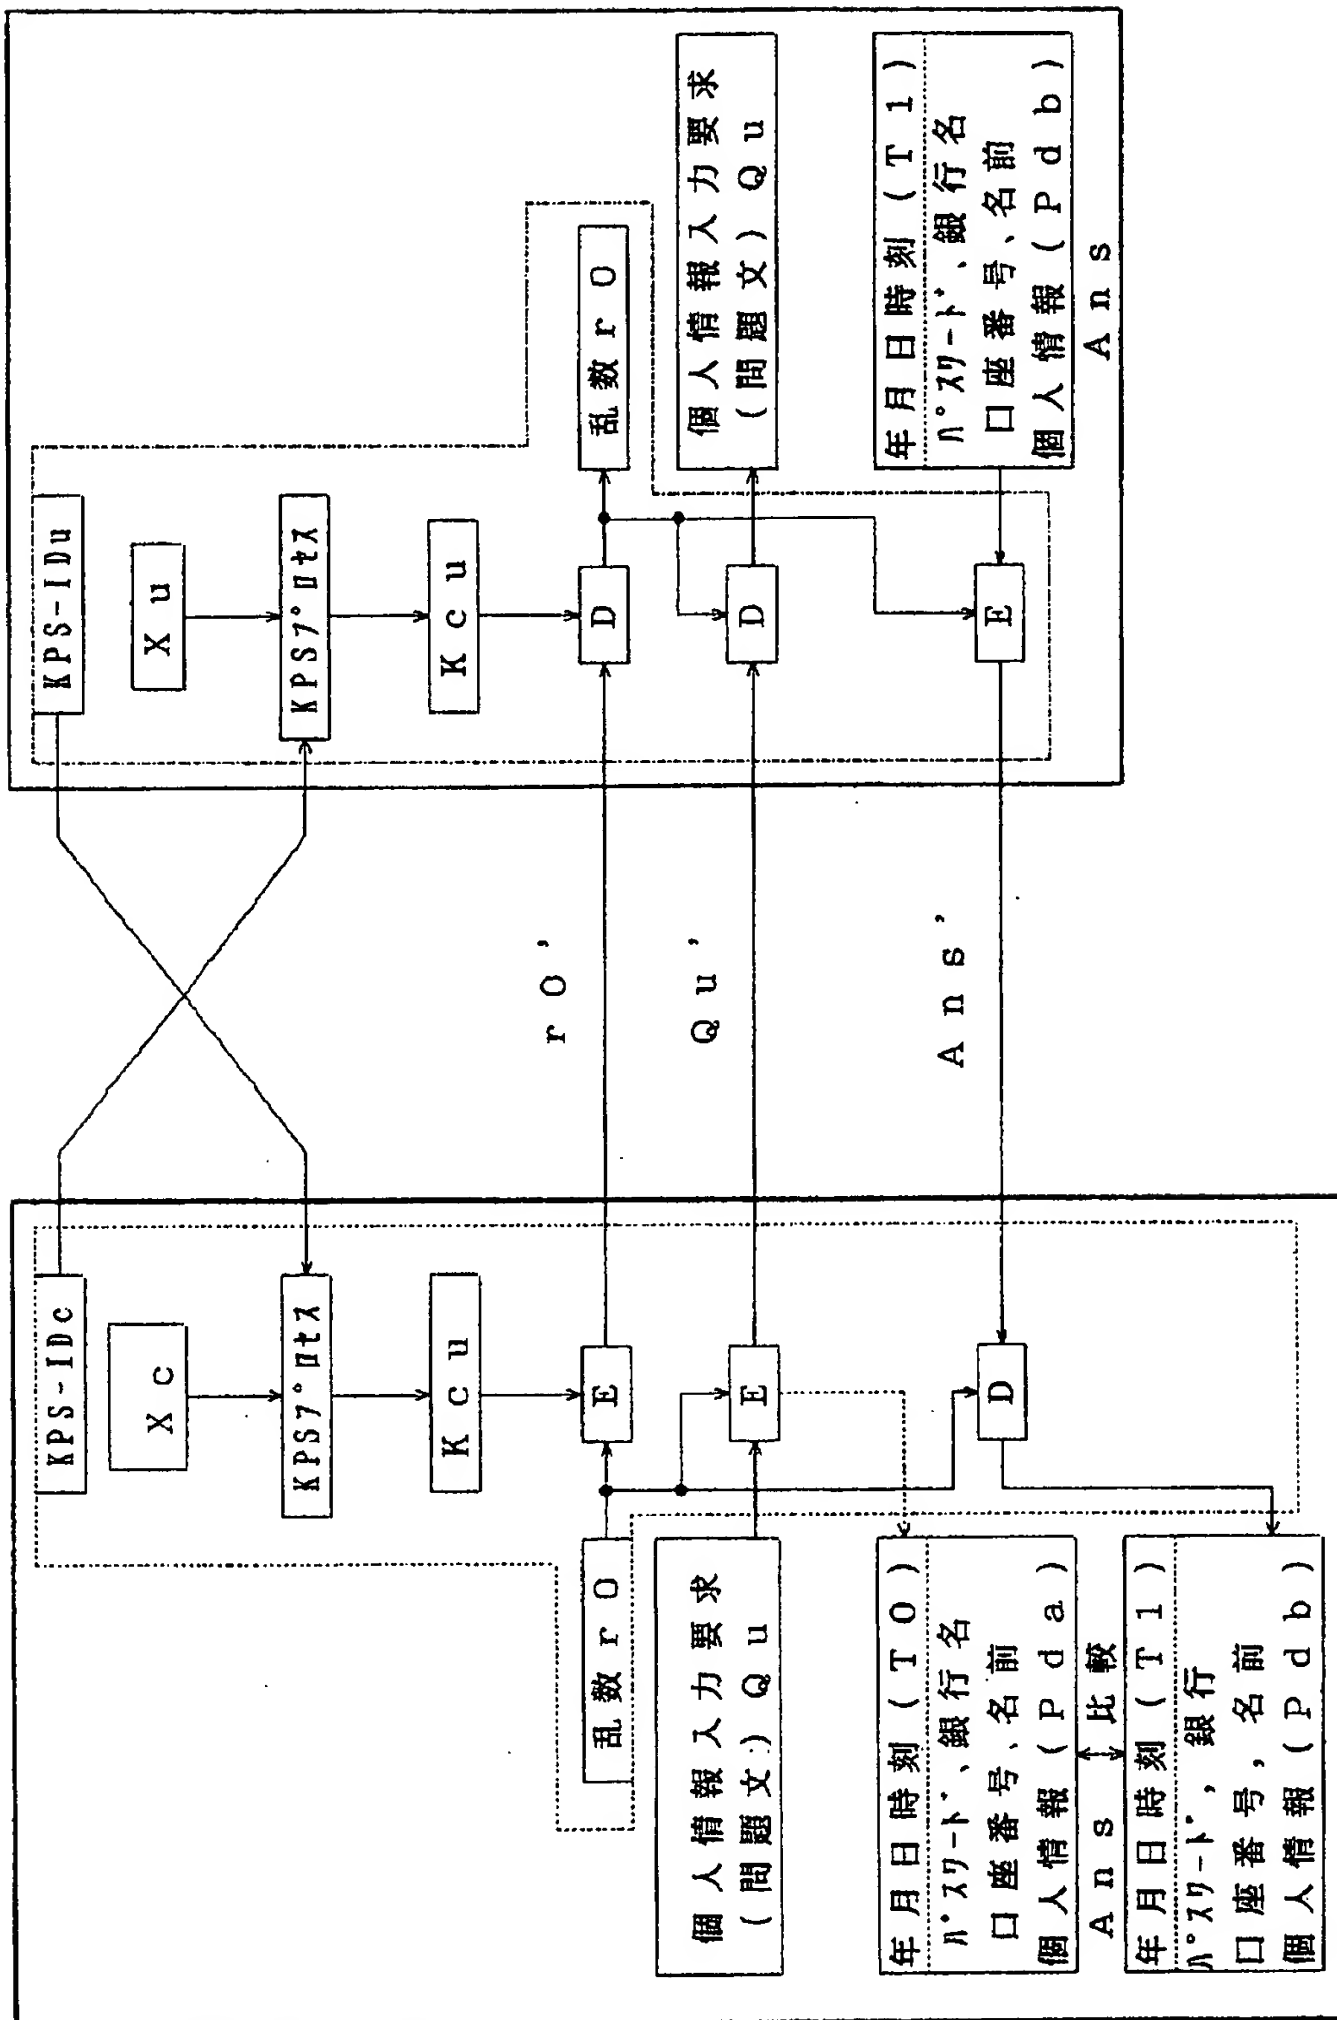 KPS-IDc
Xc
KPSプロセス
Kcu
E
乱数r0
E
個人情報入力要求
(問題文)Qu
D
年月日時刻(T0)
パスワード、銀行名
口座番号、名前
個人情報(Pda)
Ans 比較
年月日時刻(T1)
パスワード, 銀行
口座番号, 名前
個人情報(Pdb)
r0'
Qu'
Ans'
KPS-IDu
Xu
KPSプロセス
Kcu
D
乱数r0
D
個人情報入力要求
(問題文)Qu
E
年月日時刻(T1)
パスワード、銀行名
口座番号、名前
個人情報(Pdb)
Ans